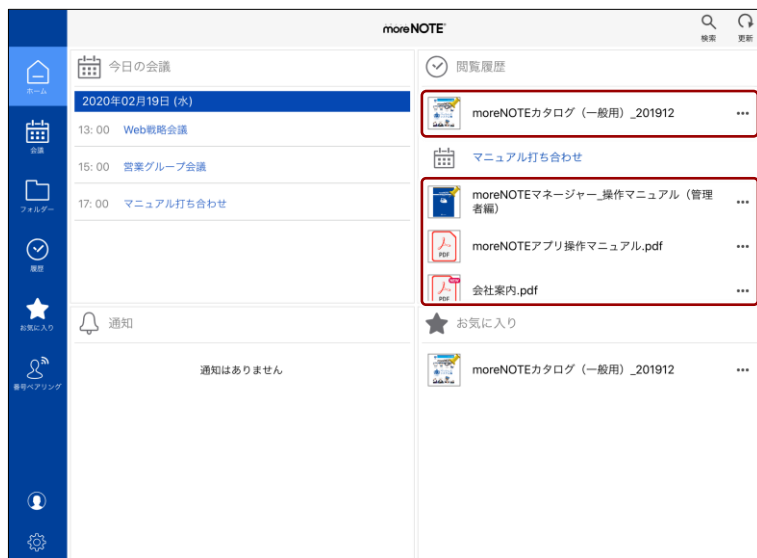 moreNOTE
検索
更新
ホーム
会議
フォルダー
履歴
お気に入り
番号ペアリング
今日の会議
2020年02月19日 (水)
13:00 Web戦略会議
15:00 営業グループ会議
17:00 マニュアル打ち合わせ
閲覧履歴
moreNOTEカタログ（一般用）_201912
マニュアル打ち合わせ
moreNOTEマネージャー_操作マニュアル（管理
者編）
PDF
moreNOTEアプリ操作マニュアル.pdf
NEW
PDF
会社案内.pdf
通知
通知はありません
お気に入り
moreNOTEカタログ（一般用）_201912